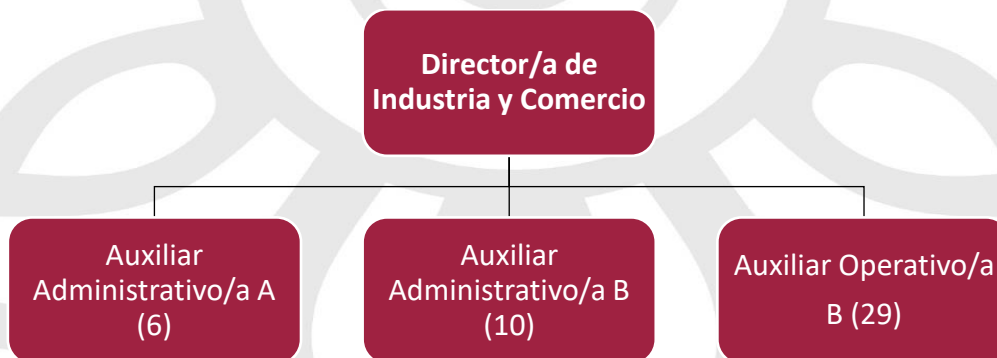 Director/a de
Industria y Comercio
Auxiliar
Administrativo/a A
(6)
Auxiliar
Administrativo/a B
(10)
Auxiliar Operativo/a
B (29)